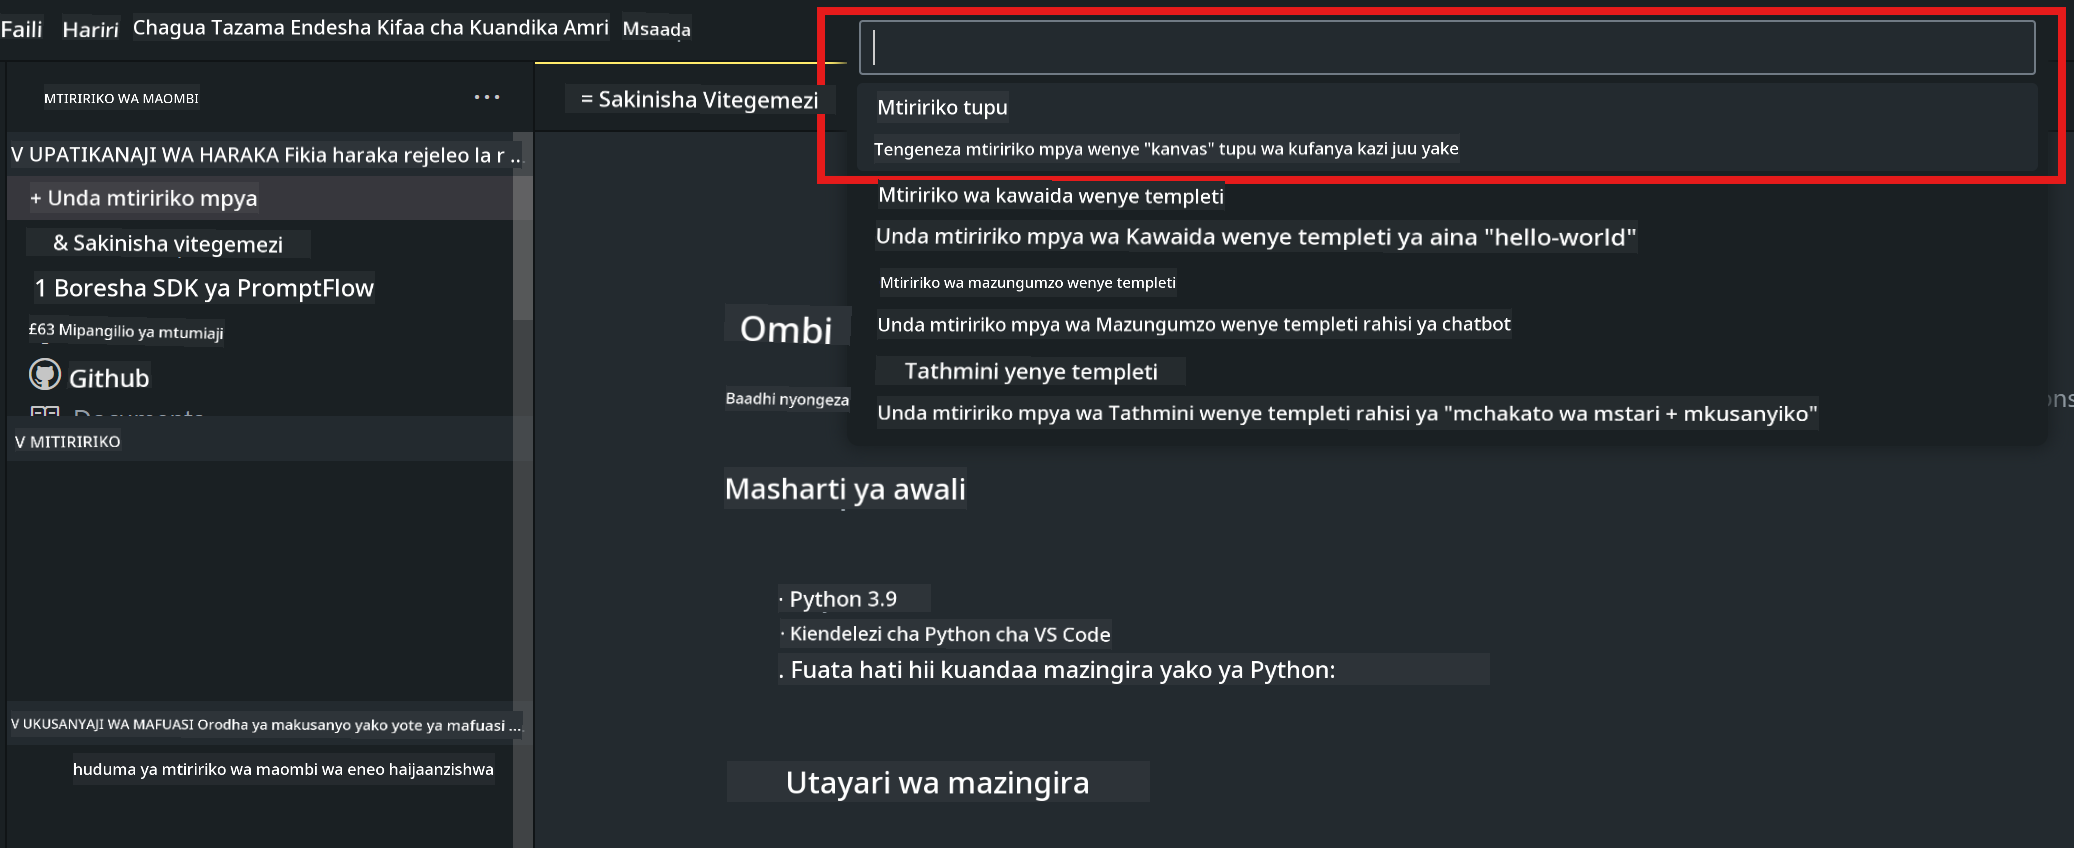 Faili Hariri Chagua Tazama Endesha Kifaa cha Kuandika Amri Msaada
MTIRIRIKO WA MAOMBI
V UPATIKANAJI WA HARAKA Fikia haraka rejeleo la r ...
+ Unda mtiririko mpya
& Sakinisha vitegemezi
1 Boresha SDK ya PromptFlow
£63 Mipangilio ya mtumiaji
Github
Documents
V MITIRIRIKO
V UKUSANYAJI WA MAFUASI Orodha ya makusanyo yako yote ya mafuasi ...
huduma ya mtiririko wa maombi wa eneo haijaanzishwa
= Sakinisha Vitegemezi
Mtiririko tupu
Tengeneza mtiririko mpya wenye "kanvas" tupu wa kufanya kazi juu yake
Mtiririko wa kawaida wenye templeti
Unda mtiririko mpya wa Kawaida wenye templeti ya aina "hello-world"
Mtiririko wa mazungumzo wenye templeti
Unda mtiririko mpya wa Mazungumzo wenye templeti rahisi ya chatbot
Tathmini yenye templeti
Unda mtiririko mpya wa Tathmini wenye templeti rahisi ya "mchakato wa mstari + mkusanyiko"
Ombi
Baadhi nyongeza
Masharti ya awali
· Python 3.9
· Kiendelezi cha Python cha VS Code
. Fuata hati hii kuandaa mazingira yako ya Python:
Utayari wa mazingira